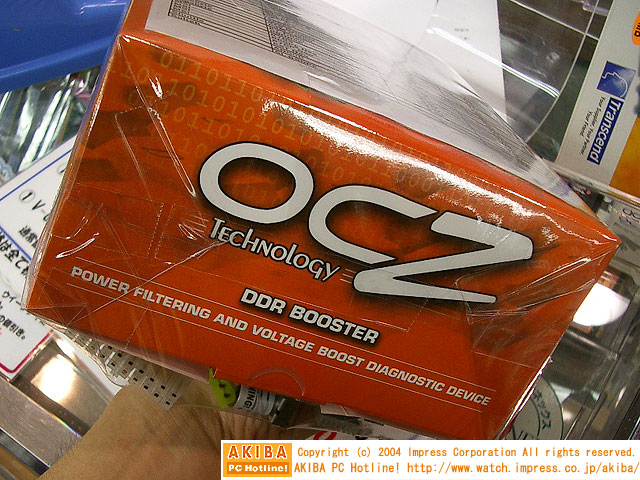 OCZ
Technology
DDR BOOSTER
POWER FILTERING AND VOLTAGE BOOST DIAGNOSTIC DEVICE
Transcend
AKIBA
PC Hotline!
Copyright (c) 2004 Impress Corporation All rights reserved.
AKIBA PC Hotline! http://www.watch.impress.co.jp/akiba/